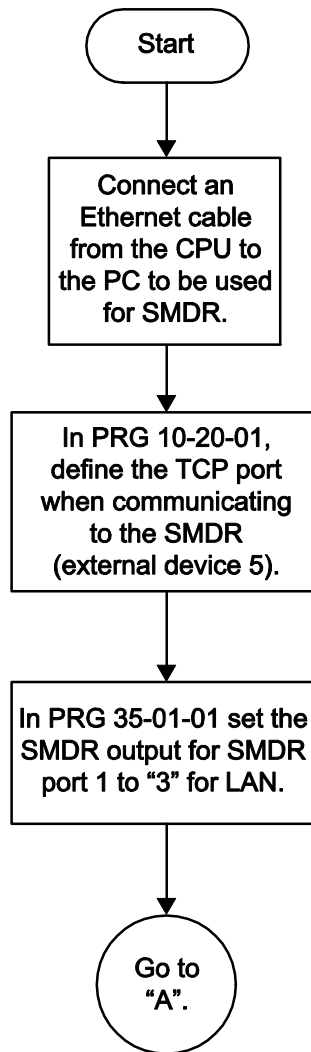 Start
Connect an
Ethernet cable
from the CPU to
the PC to be used
for SMDR.
In PRG 10-20-01,
define the TCP port
when communicating
to the SMDR
(external device 5).
In PRG 35-01-01 set the
SMDR output for SMDR
port 1 to “3” for LAN.
Go to
“A”.